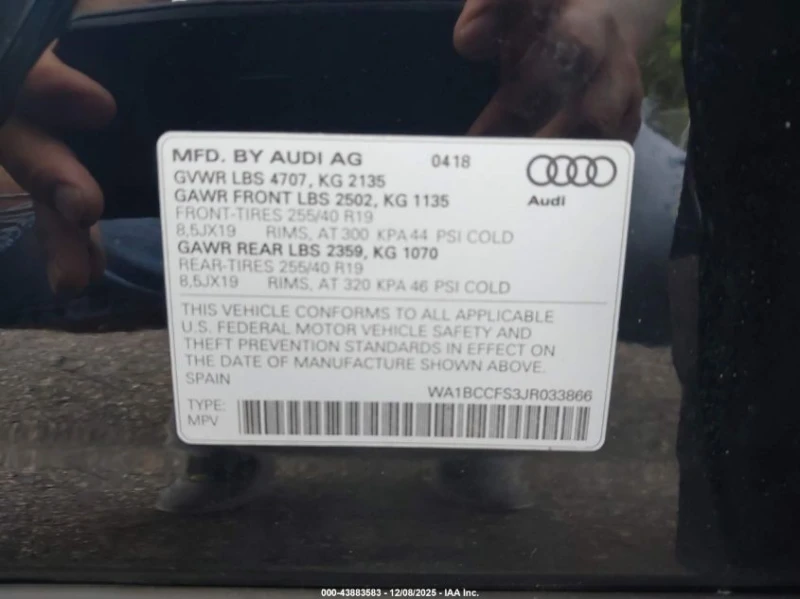 MFD. BY AUDI AG 0418
GVWR LBS 4707, KG 2135
GAWR FRONT LBS 2502, KG 1135
Audi
FRONT-TIRES 255/40 R19
8,5JX19 RIMS, AT 300 KPA 44 PSI COLD
GAWR REAR LBS 2359, KG 1070
REAR-TIRES 255/40 R19
8,5JX19 RIMS, AT 320 KPA 46 PSI COLD
THIS VEHICLE CONFORMS TO ALL APPLICABLE
U.S. FEDERAL MOTOR VEHICLE SAFETY AND
THEFT PREVENTION STANDARDS IN EFFECT ON
THE DATE OF MANUFACTURE SHOWN ABOVE.
SPAIN
WA1BCCFS3JR033866
TYPE:
MPV
000-43883583 - 12/08/2025 - IAA Inc.